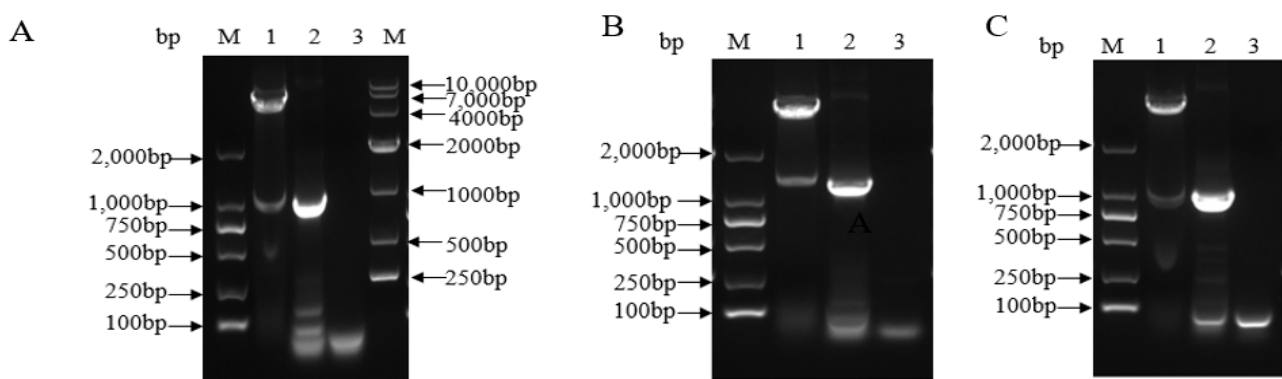 A
bp M 1 2 3 M
2,000bp
1,000bp
750bp
500bp
250bp
100bp
10,000bp
7,000bp
4000bp
2000bp
1000bp
500bp
250bp
B
bp M 1 2 3
2,000bp
1,000bp
750bp
500bp
250bp
100bp
A
C
bp M 1 2 3
2,000bp
1,000bp
750bp
500bp
250bp
100bp